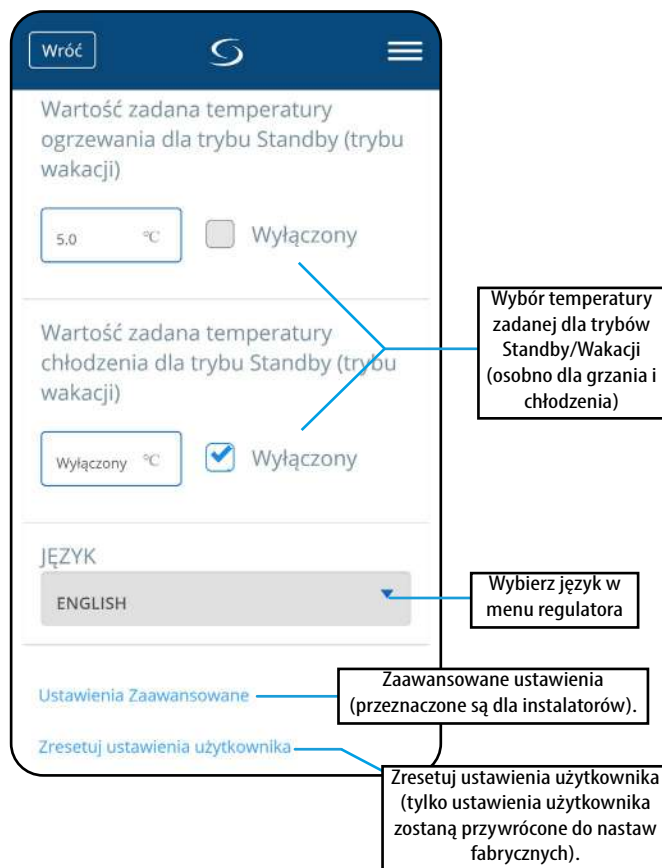 Wróć
Wartość zadana temperatury
ogrzewania dla trybu Standby (trybu
wakacji)
5.0 °C Wyłączony
Wybór temperatury
zadanej dla trybów
Standby/Wakacji
(osobno dla grzania i
chłodzenia)
Wartość zadana temperatury
chłodzenia dla trybu Standby (trybu
wakacji)
Wyłączony °C Wyłączony
JĘZYK
ENGLISH
Wybierz język w
menu regulatora
Ustawienia Zaawansowane
Zaawansowane ustawienia
(przeznaczone są dla instalatorów).
Zresetuj ustawienia użytkownika
Zresetuj ustawienia użytkownika
(tylko ustawienia użytkownika
zostaną przywrócone do nastaw
fabrycznych).